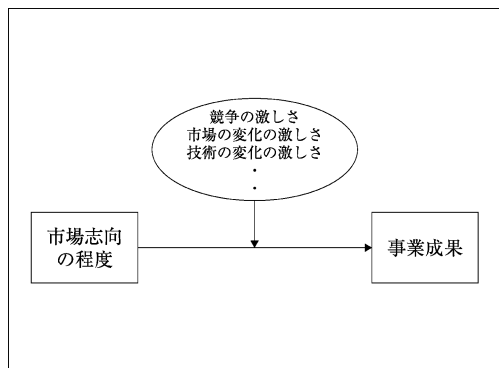 競争の激しさ
市場の変化の激しさ
技術の変化の激しさ
・
・
市場志向
の程度
事業成果